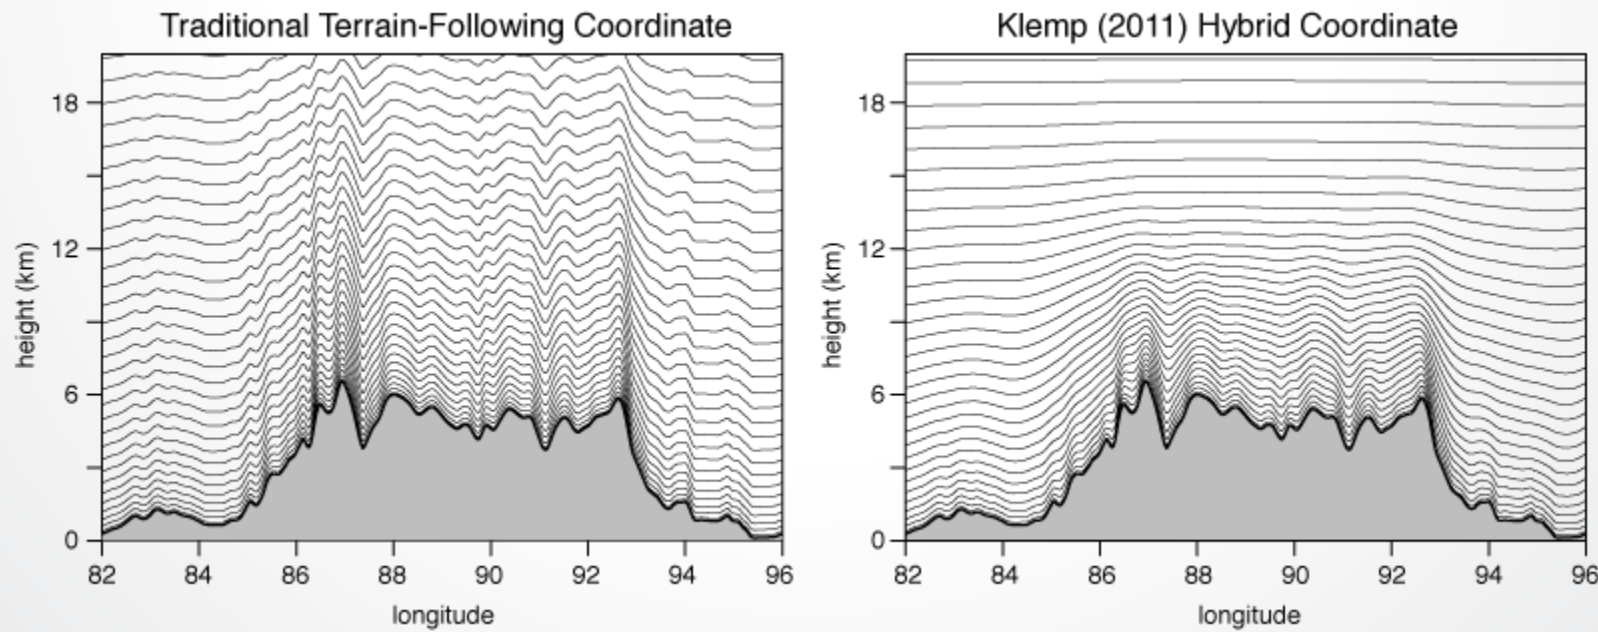 Traditional Terrain-Following Coordinate
18
12
6
0
height (km)
82 84 86 88 90 92 94 96
longitude
Klemp (2011) Hybrid Coordinate
18
12
6
0
height (km)
82 84 86 88 90 92 94 96
longitude